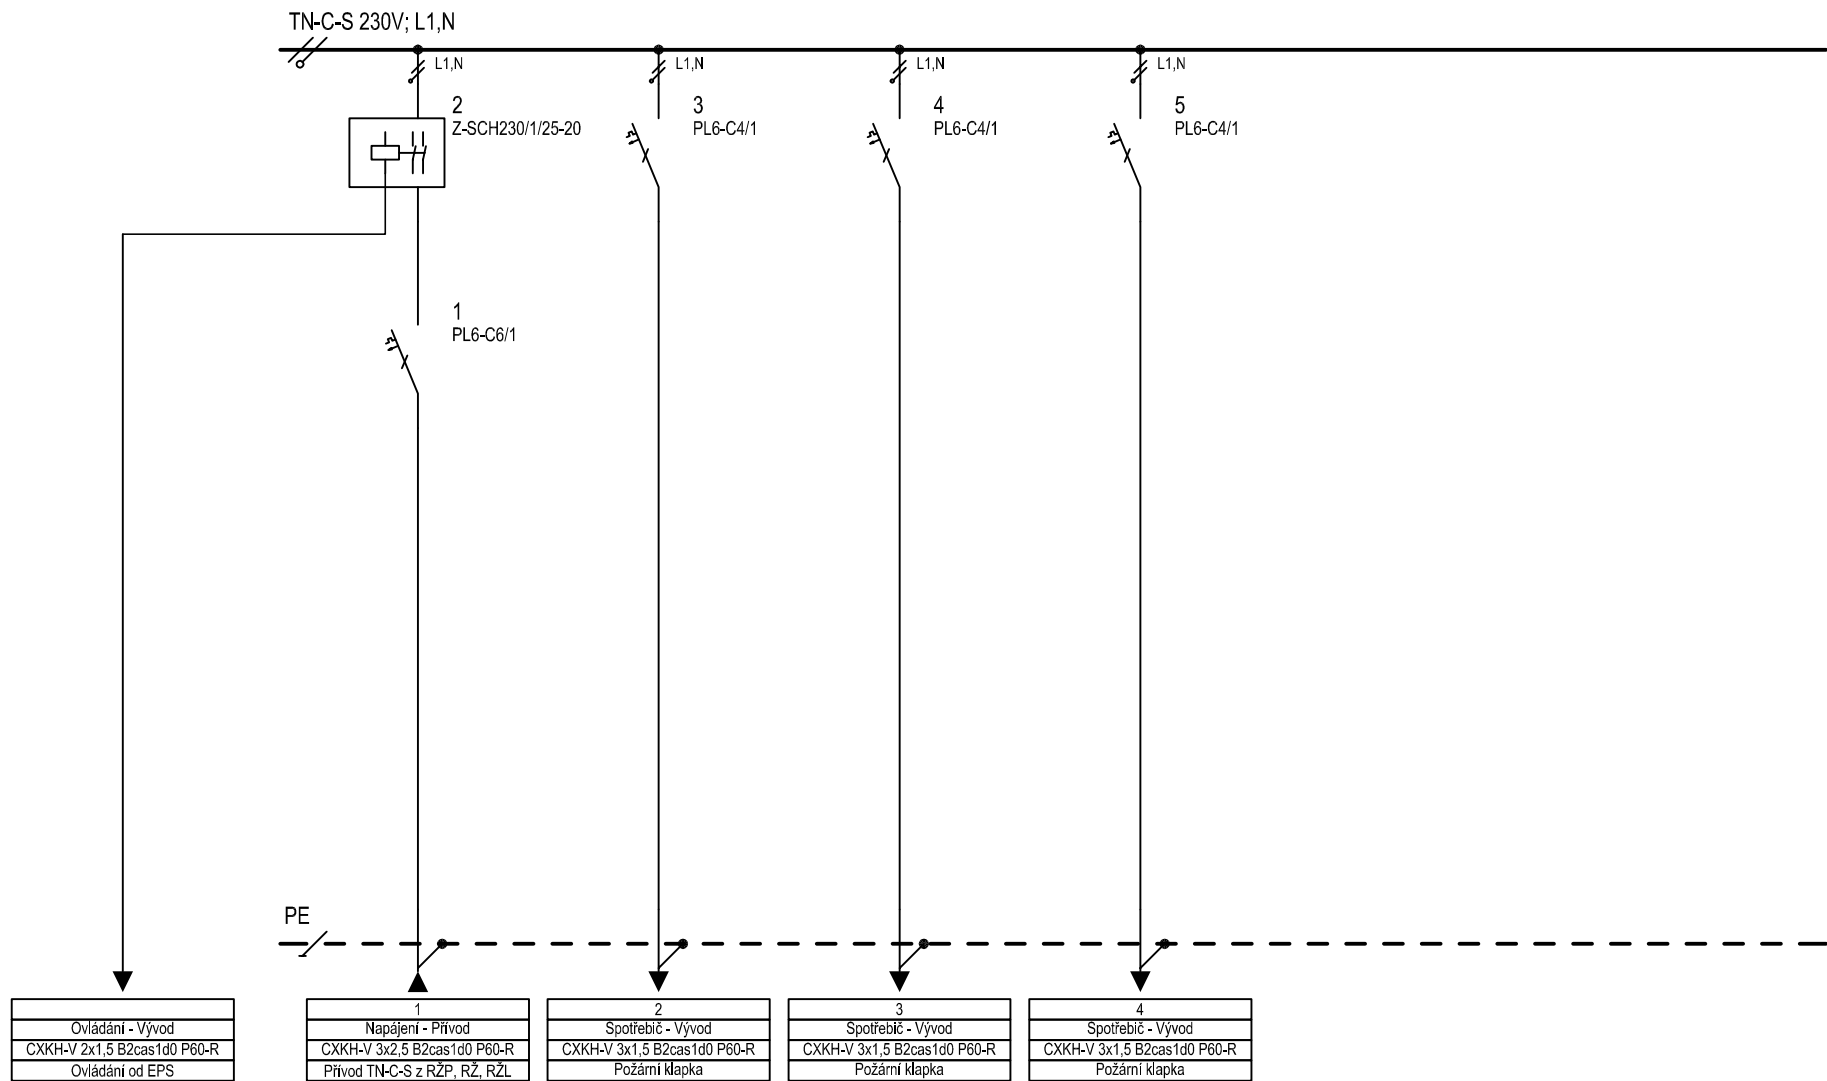 TN-C-S 230V; L1,N
L1,N
L1,N
L1,N
L1,N
2
Z-SCH230/1/25-20
3
PL6-C4/1
4
PL6-C4/1
5
PL6-C4/1
1
PL6-C6/1
PE
Ovládání - Vývod
CXKH-V 2x1,5 B2cas1d0 P60-R
Ovládání od EPS
1
Napájení - Přívod
CXKH-V 3x2,5 B2cas1d0 P60-R
Přívod TN-C-S z RŽP, RŽ, RŽL
2
Spotřebič - Vývod
CXKH-V 3x1,5 B2cas1d0 P60-R
Požární klapka
3
Spotřebič - Vývod
CXKH-V 3x1,5 B2cas1d0 P60-R
Požární klapka
4
Spotřebič - Vývod
CXKH-V 3x1,5 B2cas1d0 P60-R
Požární klapka